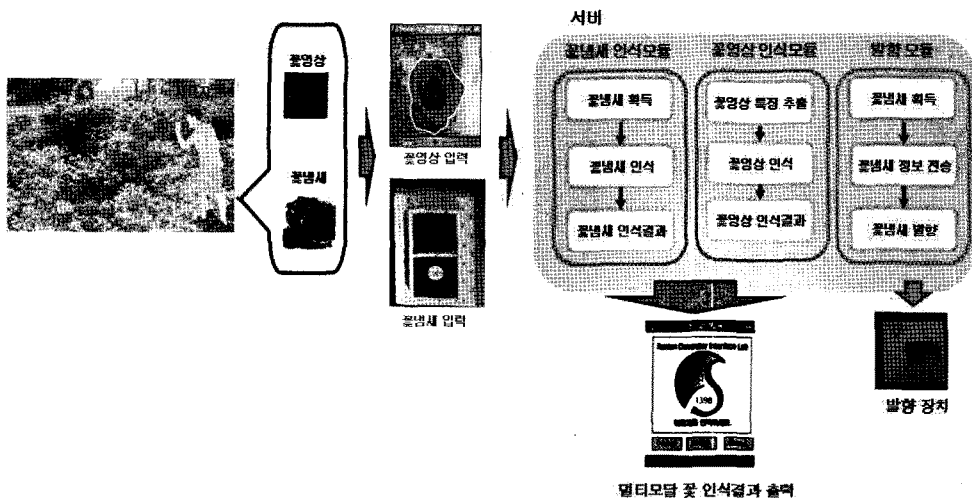 서버
꽃영상
꽃냄새
꽃영상 입력
꽃냄새 입력
꽃냄새 인식모듈
꽃냄새 획득
꽃냄새 인식
꽃냄새 인식결과
꽃영상 인식모듈
꽃영상 특징 추출
꽃영상 인식
꽃영상 인식결과
발향 모듈
꽃냄새 획득
꽃냄새 정보 전송
꽃냄새 발향
Human Computer Interface Lab
1398
멀티모달 꽃 인식결과 출력
발향 장치